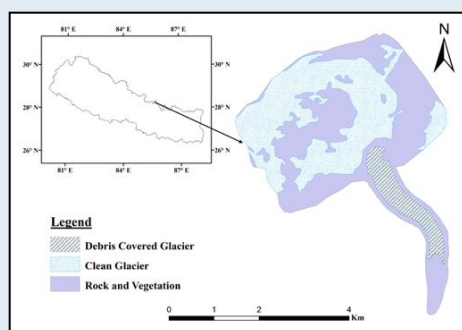 81°E 84°E 87°E
N
30° N 30° N
28° N 28° N
26° N 26° N
81°E 84°E 87°E
Legend
Debris Covered Glacier
Clean Glacier
Rock and Vegetation
0 1 2 4
Km